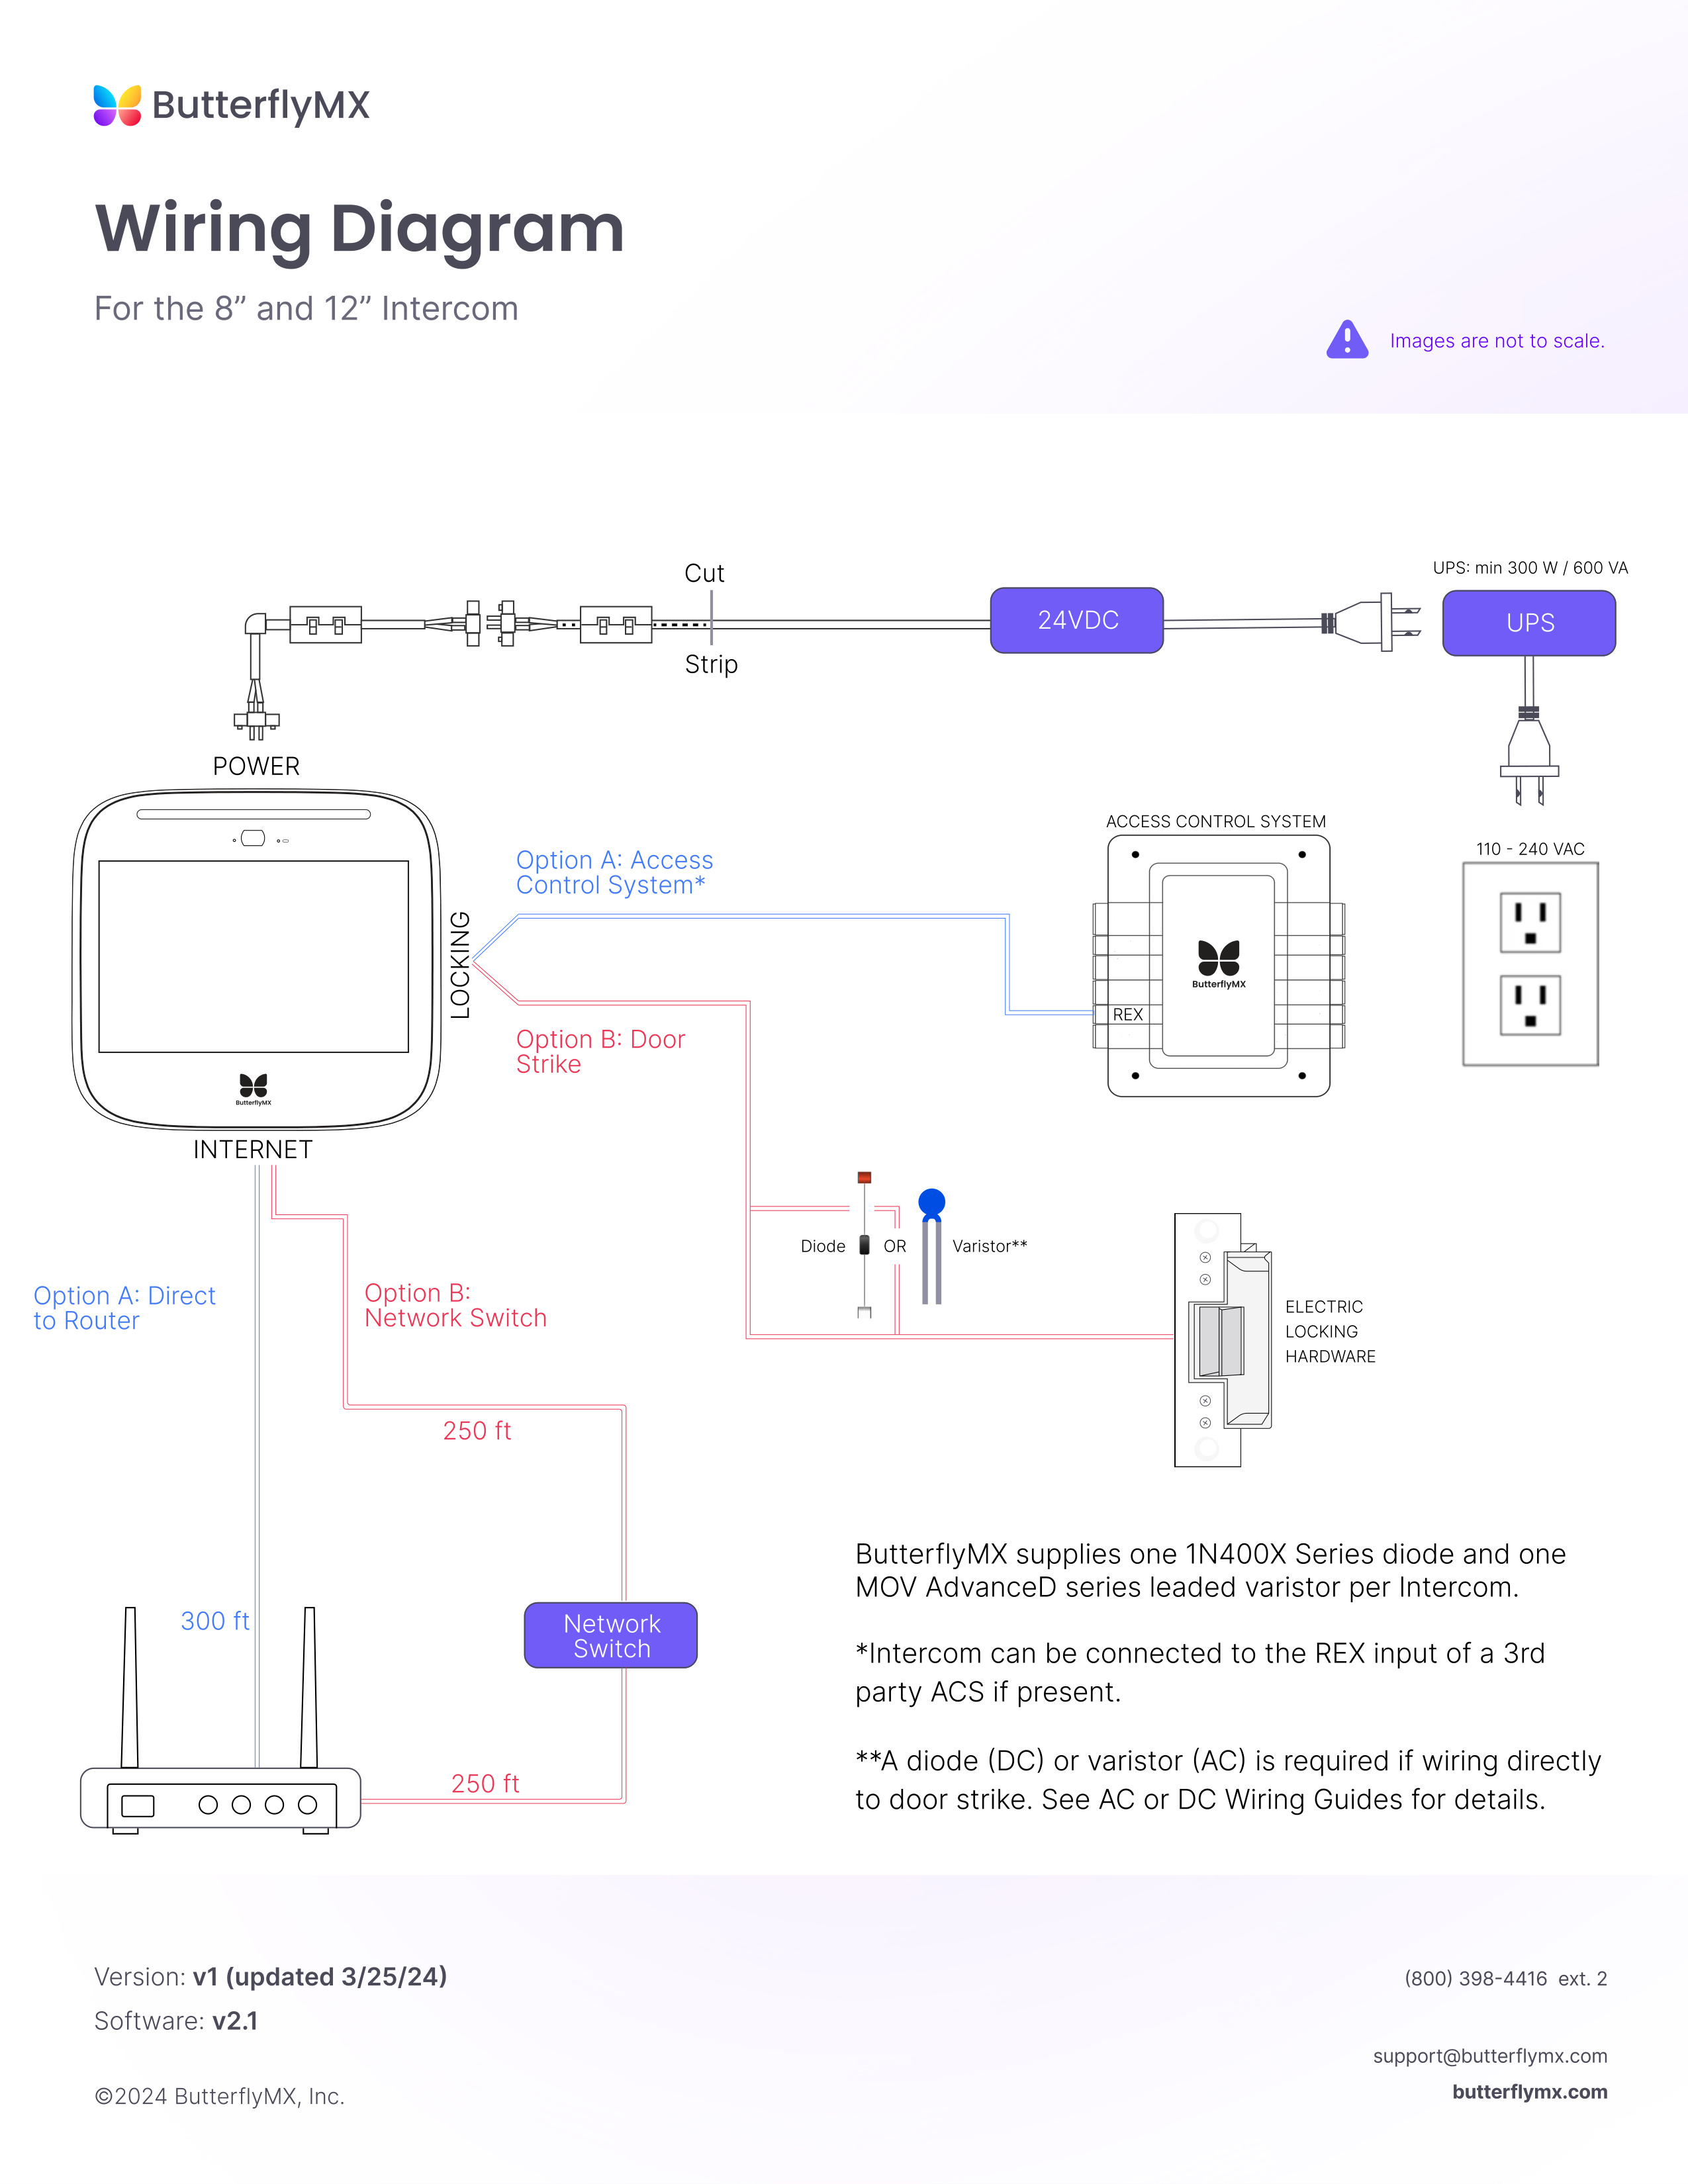 ButterflyMX
Wiring Diagram
For the 8” and 12” Intercom
Images are not to scale.
UPS: min 300 W / 600 VA
Cut
24VDC
UPS
Strip
POWER
ACCESS CONTROL SYSTEM
110 - 240 VAC
Option A: Access
Control System*
LOCKING
ButterflyMX
REX
Option B: Door
Strike
ButterflyMX
INTERNET
Diode
OR
Varistor**
Option A: Direct
to Router
Option B:
Network Switch
ELECTRIC
LOCKING
HARDWARE
250 ft
ButterflyMX supplies one 1N400X Series diode and one
MOV AdvanceD series leaded varistor per Intercom.
300 ft
Network
Switch
*Intercom can be connected to the REX input of a 3rd
party ACS if present.
**A diode (DC) or varistor (AC) is required if wiring directly
to door strike. See AC or DC Wiring Guides for details.
250 ft
Version: v1 (updated 3/25/24)
Software: v2.1
©2024 ButterflyMX, Inc.
(800) 398-4416 ext. 2
support@butterflymx.com
butterflymx.com